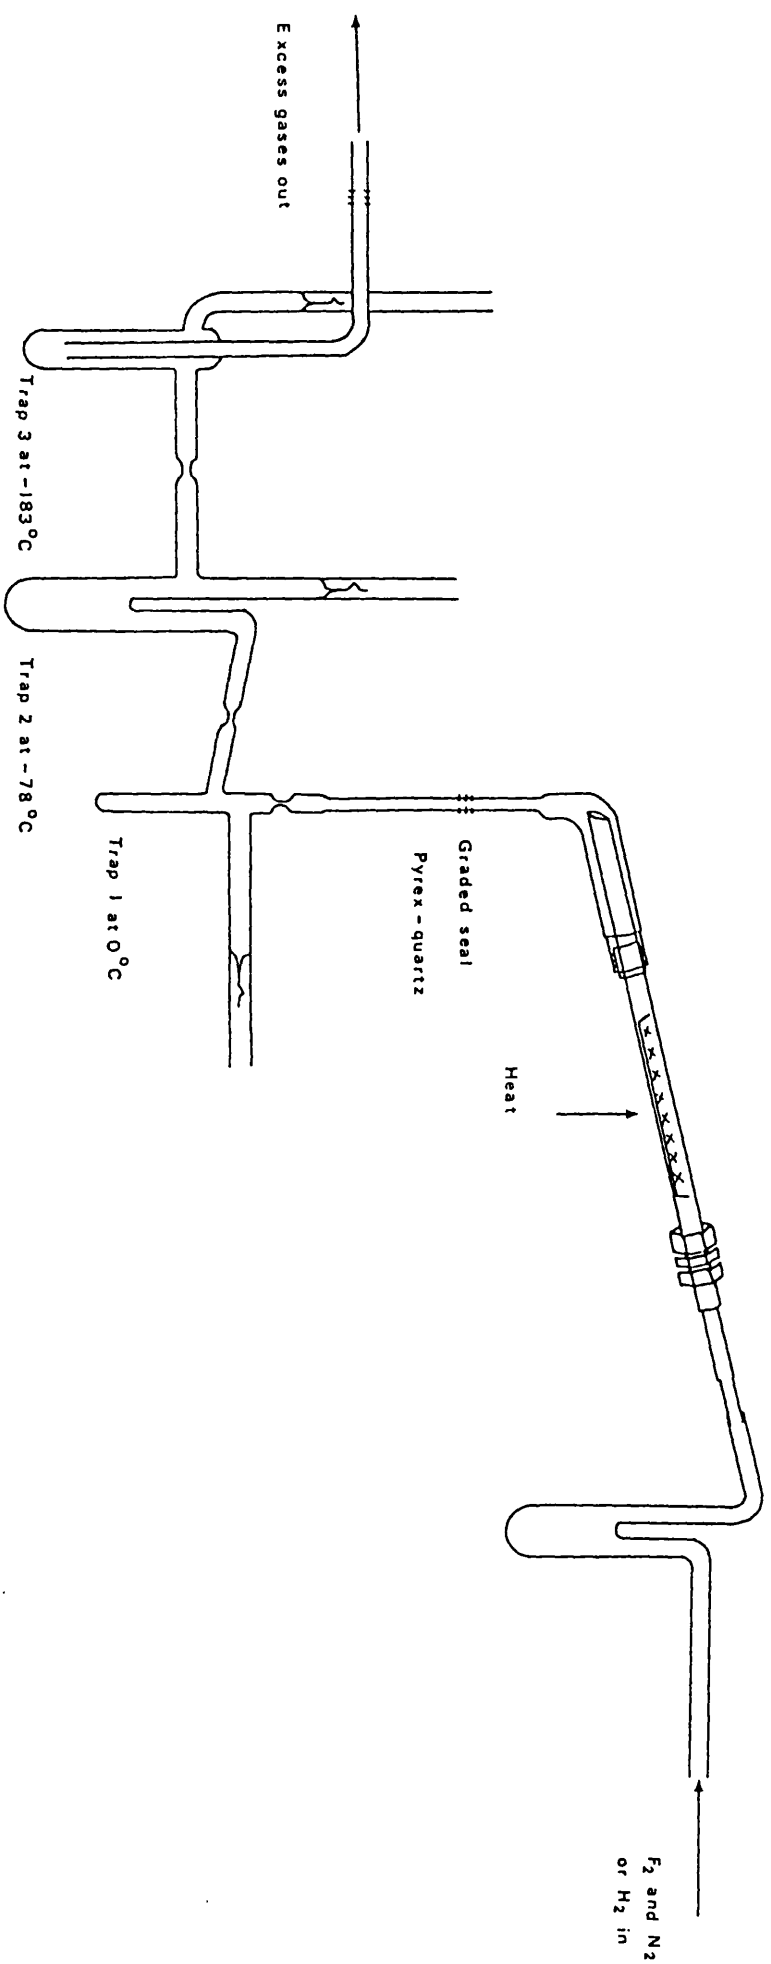 F₂ and N₂
or H₂ in
Heat
Graded seal
Pyrex - quartz
Excess gases out
Trap 1 at 0°C
Trap 3 at -183°C
Trap 2 at -78°C